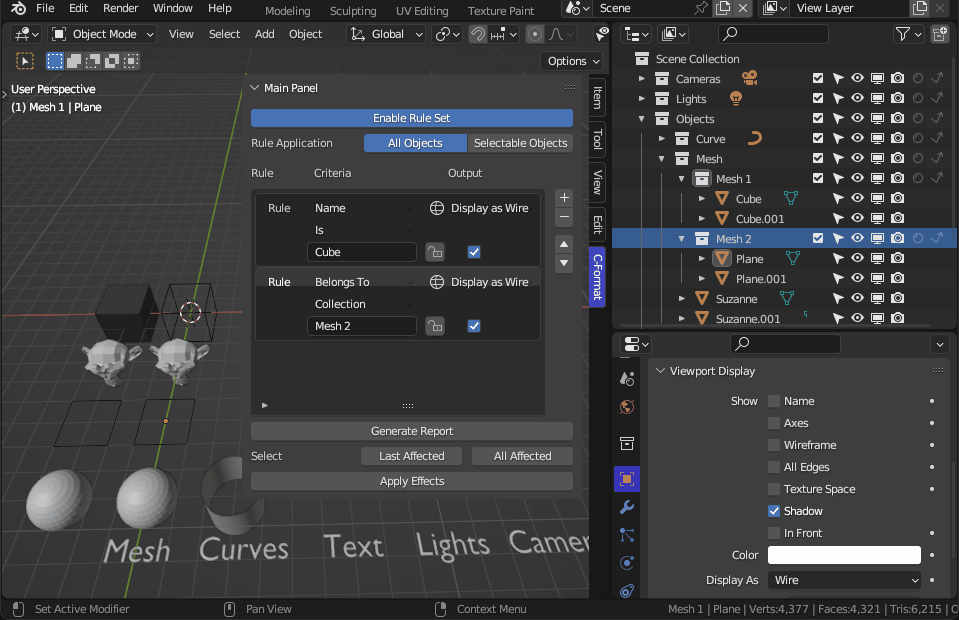 File Edit Render Window Help Modeling Sculpting UV Editing Texture Paint Scene View Layer
Object Mode View Select Add Object Global
Options
User Perspective
(1) Mesh 1 | Plane
Main Panel
Enable Rule Set
Rule Application All Objects Selectable Objects
Rule Criteria Output
Rule Name Display as Wire
Is
Cube
Rule Belongs To Display as Wire
Collection
Mesh 2
Generate Report
Select Last Affected All Affected
Apply Effects
Item
Tool
View
Edit
C-Format
Mesh Curves Text Lights Camer
Scene Collection
Cameras
Lights
Objects
Curve
Mesh
Mesh 1
Cube
Cube.001
Mesh 2
Plane
Plane.001
Suzanne
Suzanne.001
Viewport Display
Show Name
Axes
Wireframe
All Edges
Texture Space
Shadow
In Front
Color
Display As Wire
Set Active Modifier Pan View Context Menu Mesh 1 | Plane | Verts:4,377 | Faces:4,321 | Tris:6,215 | O